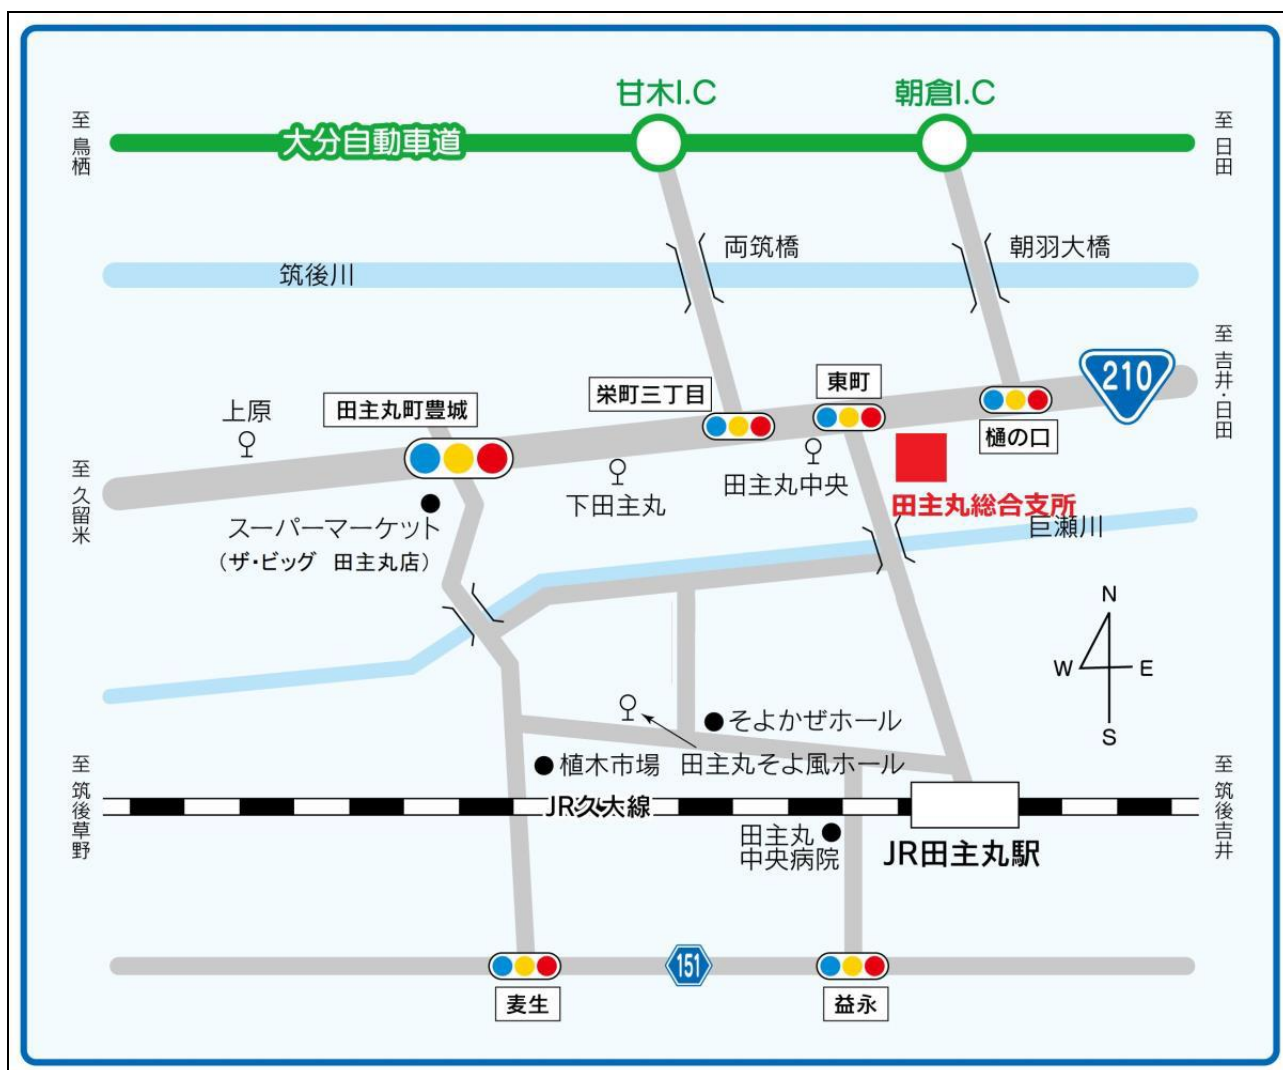 甘木I.C
朝倉I.C
至鳥栖
大分自動車道
至日田
両筑橋
朝羽大橋
筑後川
至吉井・日田
210
東町
栄町三丁目
田主丸町豊城
上原
樋の口
至久留米
田主丸中央
下田主丸
田主丸総合支所
スーパーマーケット
（ザ・ビッグ 田主丸店）
巨瀬川
N
W
E
S
そよかぜホール
植木市場
田主丸そよ風ホール
至筑後草野
JR久大線
至筑後吉井
田主丸
中央病院
JR田主丸駅
151
麦生
益永